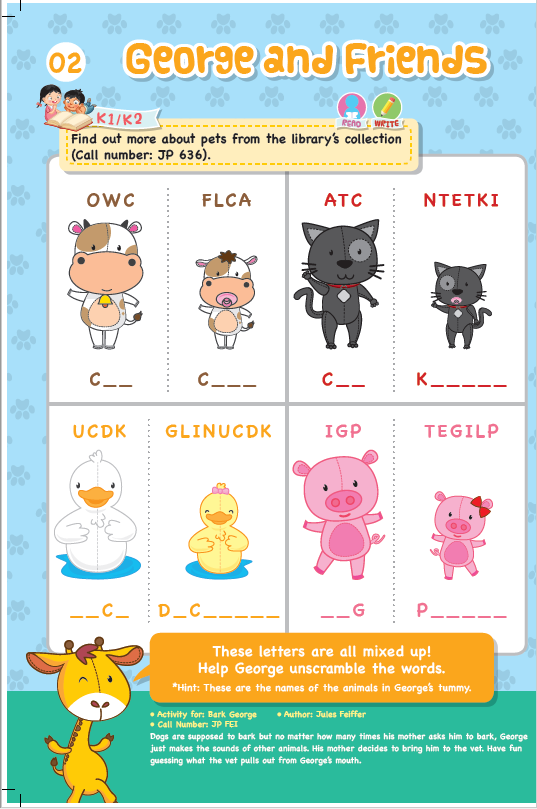 02
George and Friends
K1/K2
READ WRITE
Find out more about pets from the library's collection
(Call number: JP 636).
OWC FLCA ATC NTETKI
C__ C___ C__ K_____
UCDK GLINUCDK IGP TEGILP
__C_ D_C_____ __G P_____
These letters are all mixed up!
Help George unscramble the words.
*Hint: These are the names of the animals in George's tummy.
• Activity for: Bark George • Author: Jules Feiffer
• Call Number: JP FEI
Dogs are supposed to bark but no matter how many times his mother asks him to bark, George
just makes the sounds of other animals. His mother decides to bring him to the vet. Have fun
guessing what the vet pulls out from George's mouth.